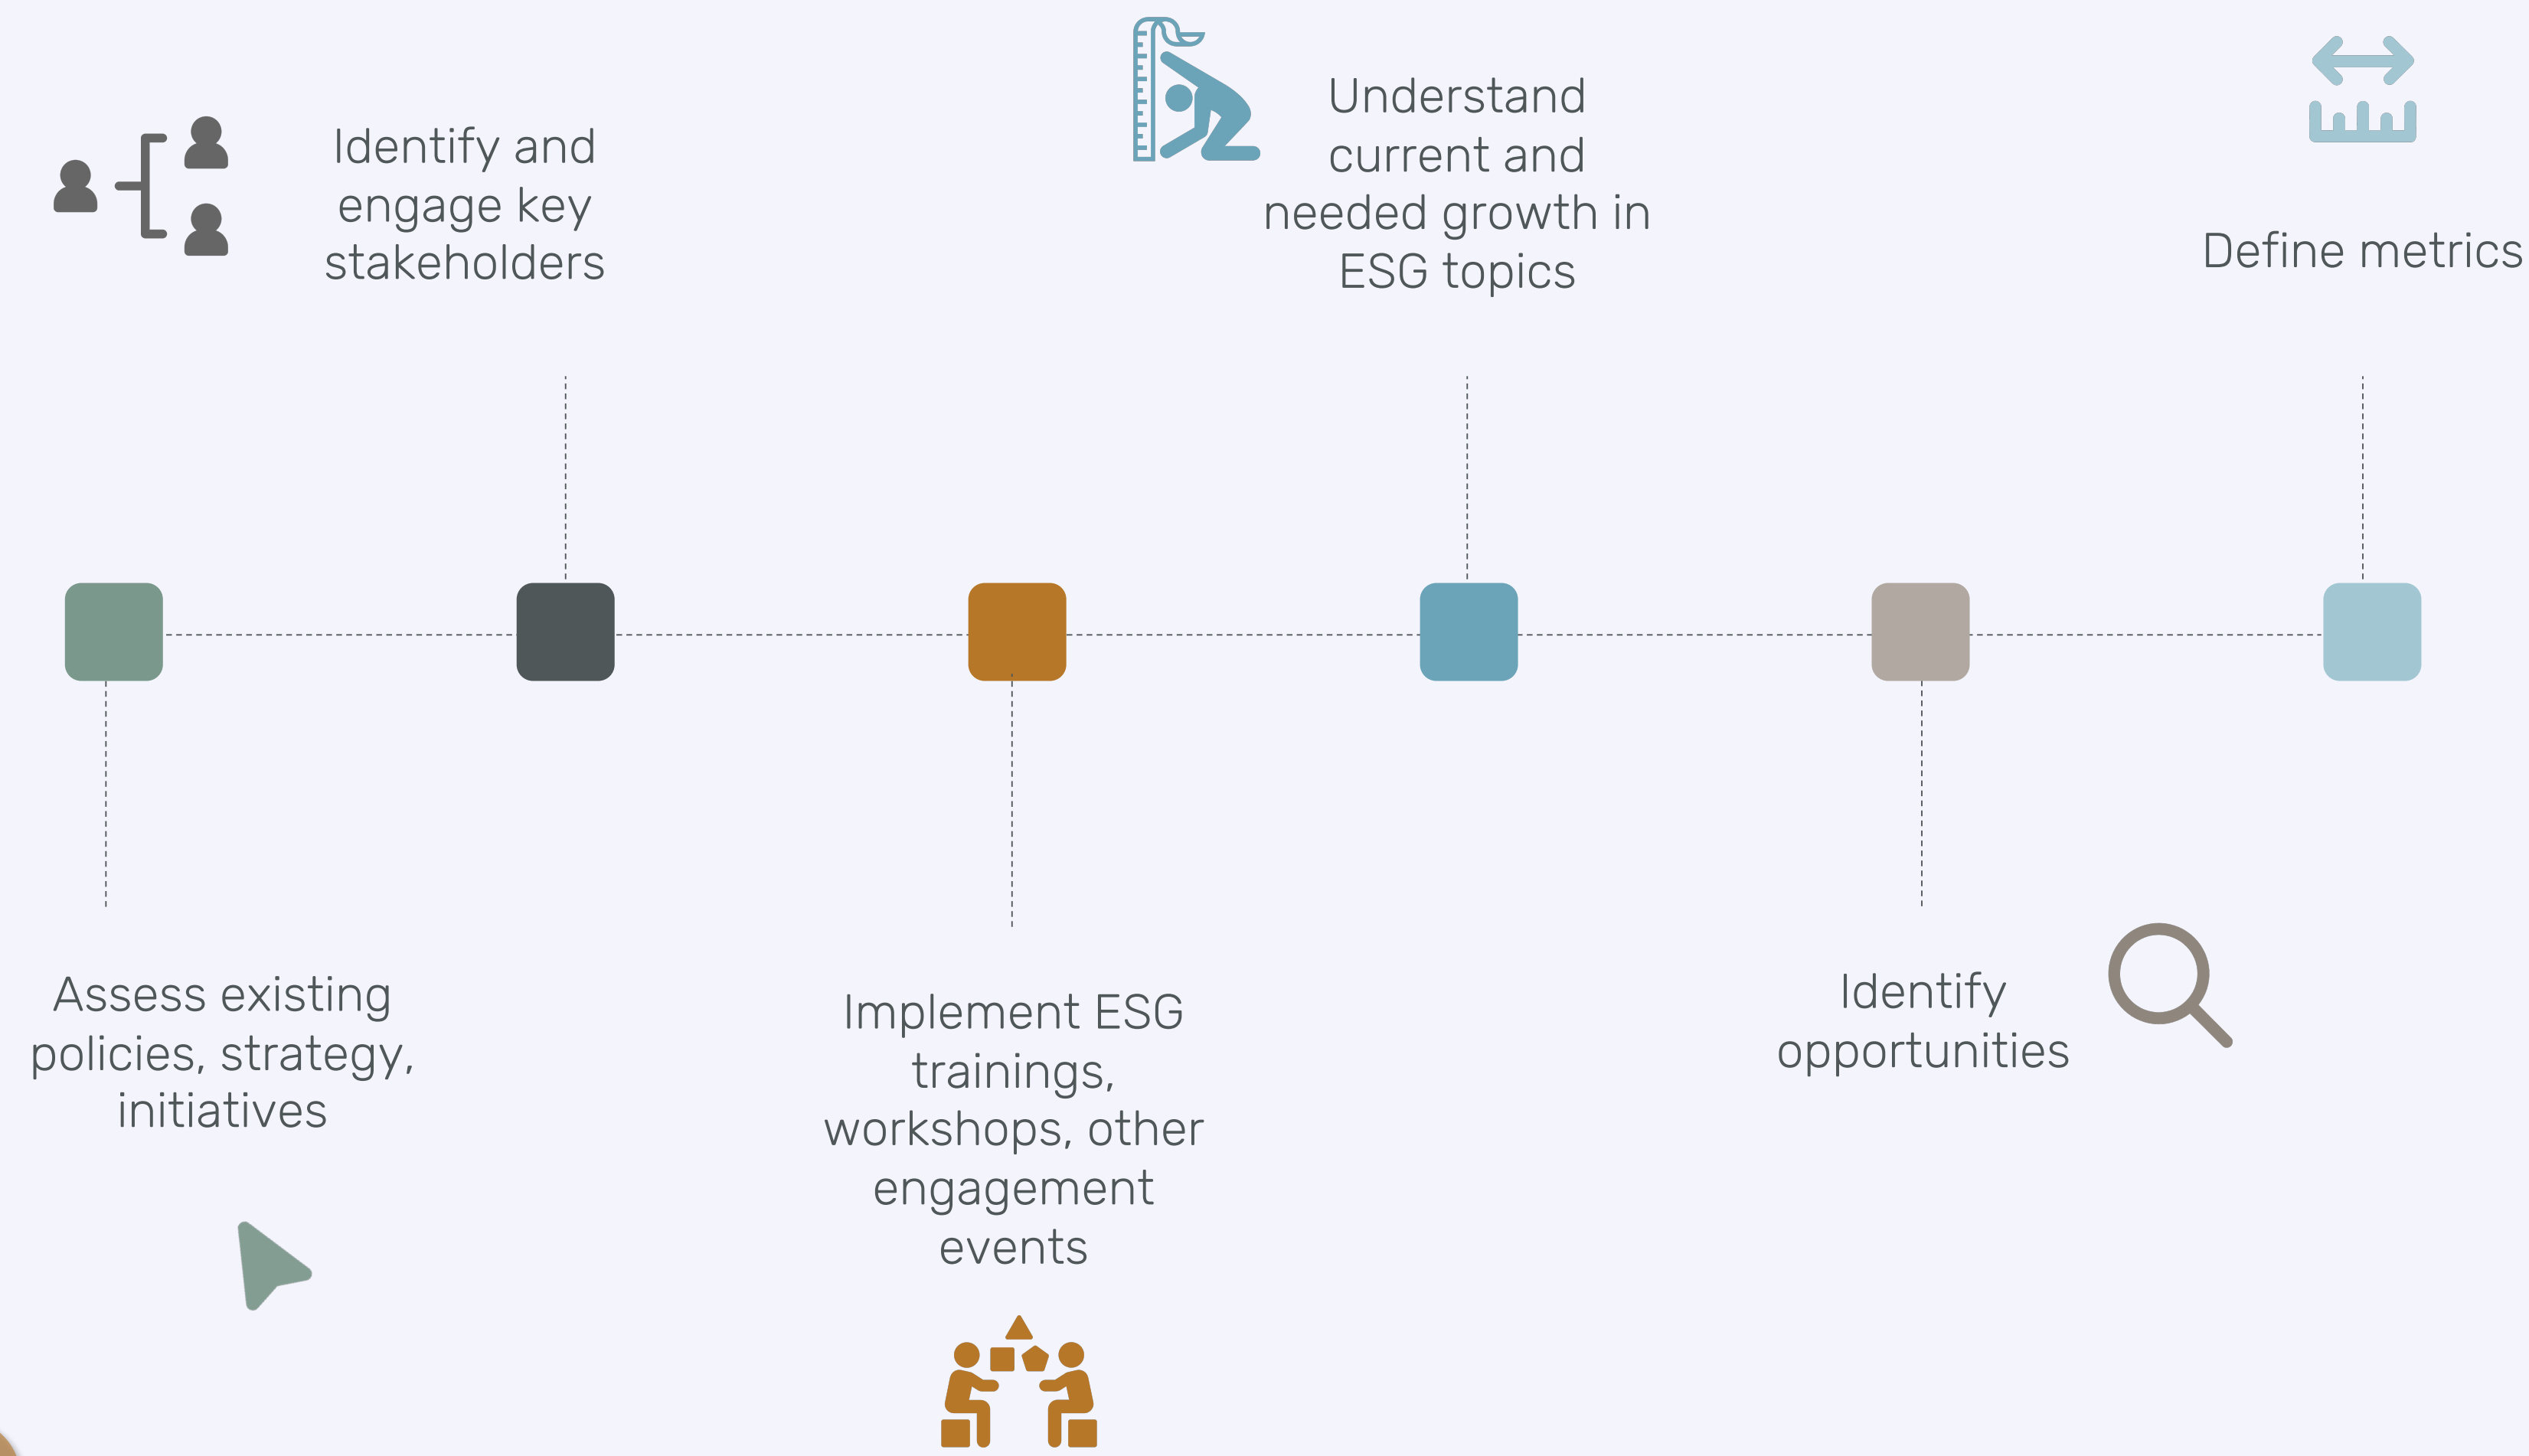 Identify and
engage key
stakeholders
Understand
current and
needed growth in
ESG topics
Define metrics
Assess existing
policies, strategy,
initiatives
Implement ESG
trainings,
workshops, other
engagement
events
Identify
opportunities